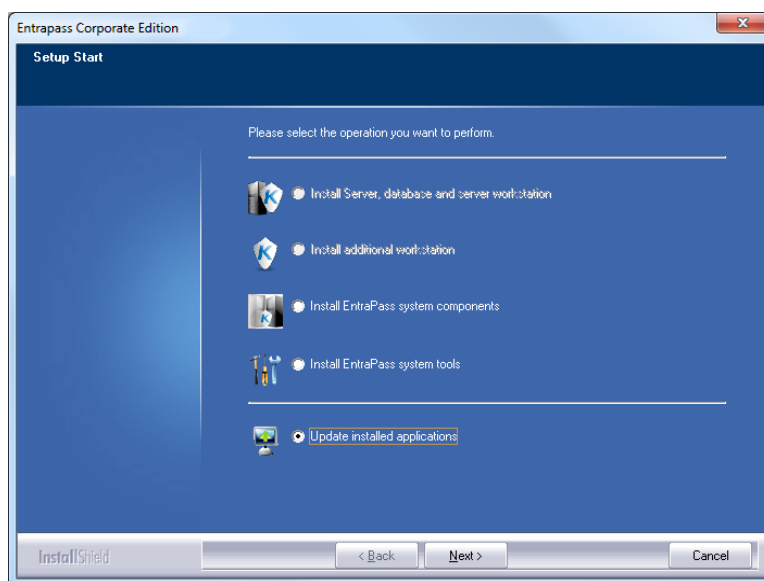 Entrapass Corporate Edition
Setup Start
Please select the operation you want to perform.
Install Server, database and server workstation
Install additional workstation
Install EntraPass system components
Install EntraPass system tools
Update installed applications
InstallShield
< Back
Next >
Cancel